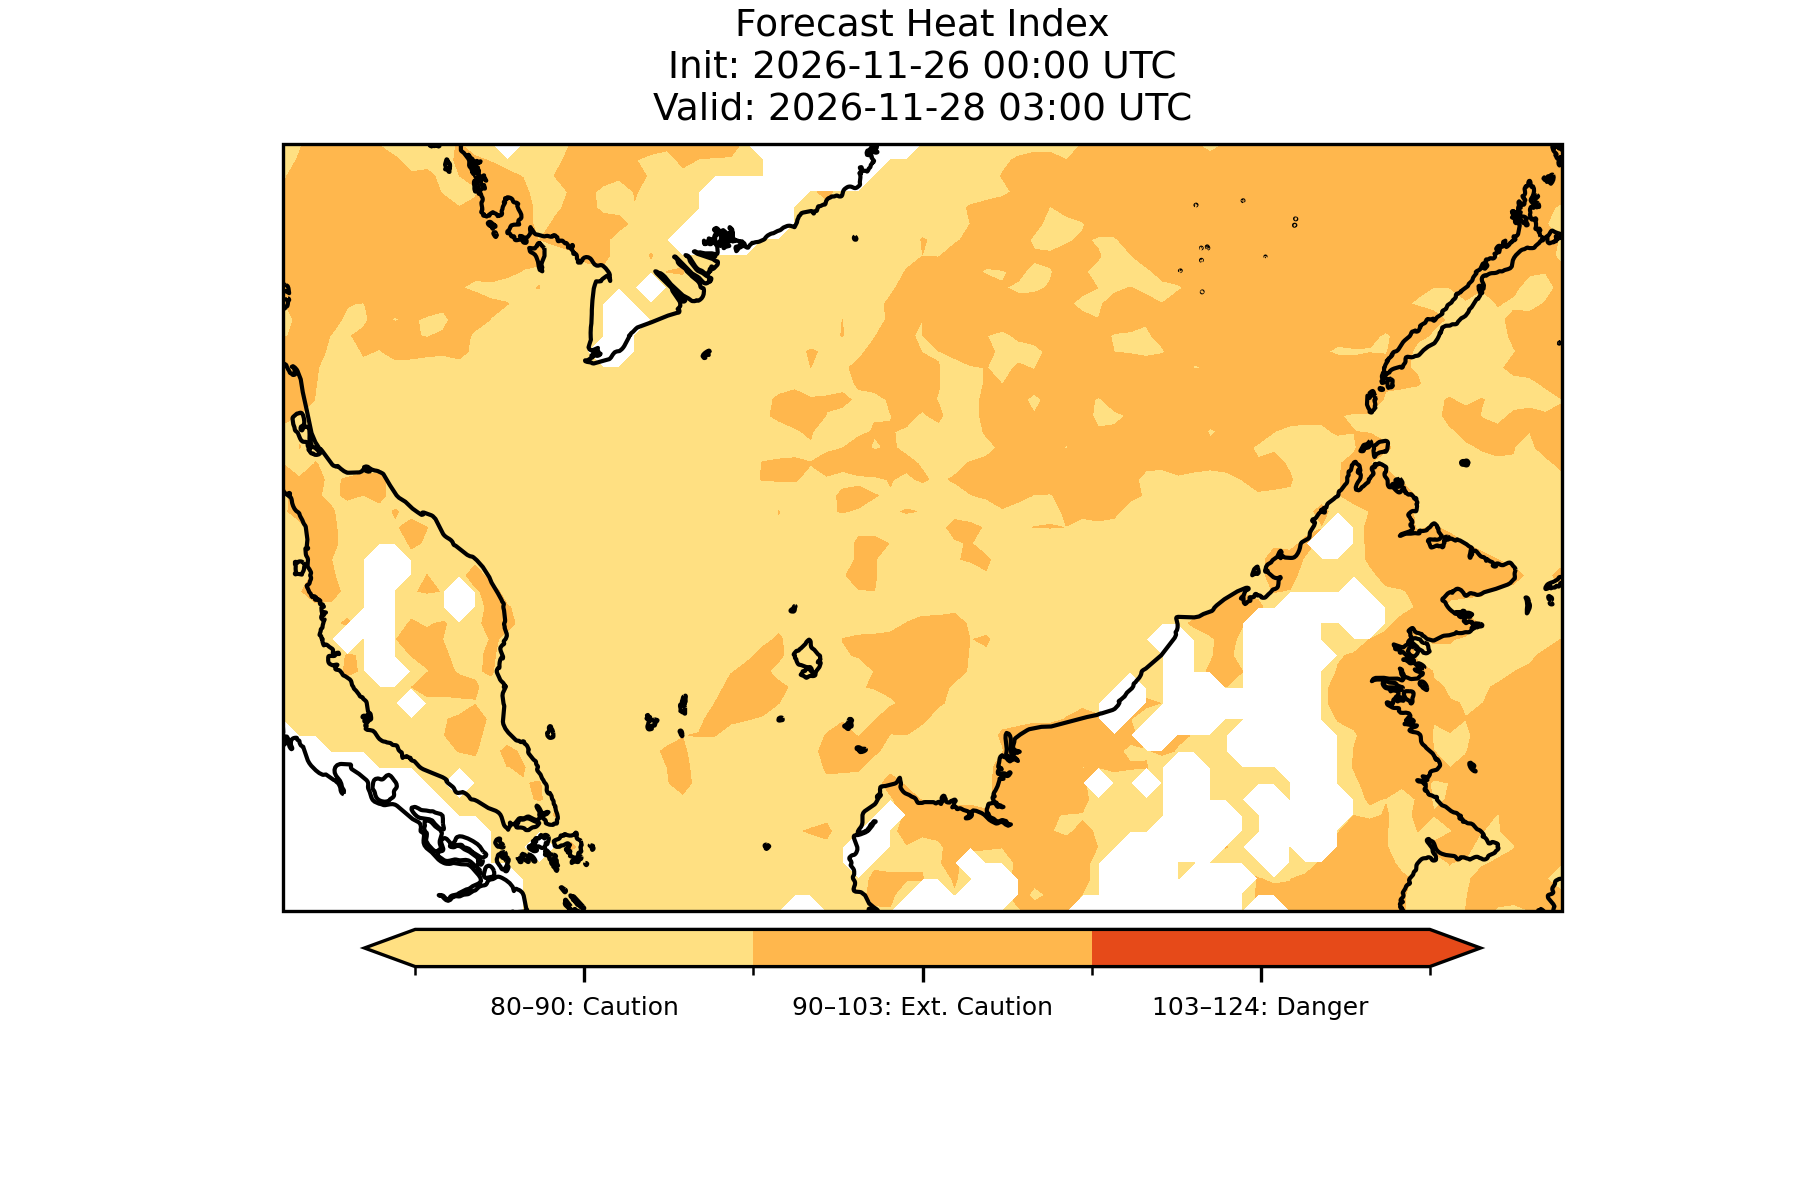 Forecast Heat Index
Init: 2026-11-26 00:00 UTC
Valid: 2026-11-28 03:00 UTC
80–90: Caution
90–103: Ext. Caution
103–124: Danger